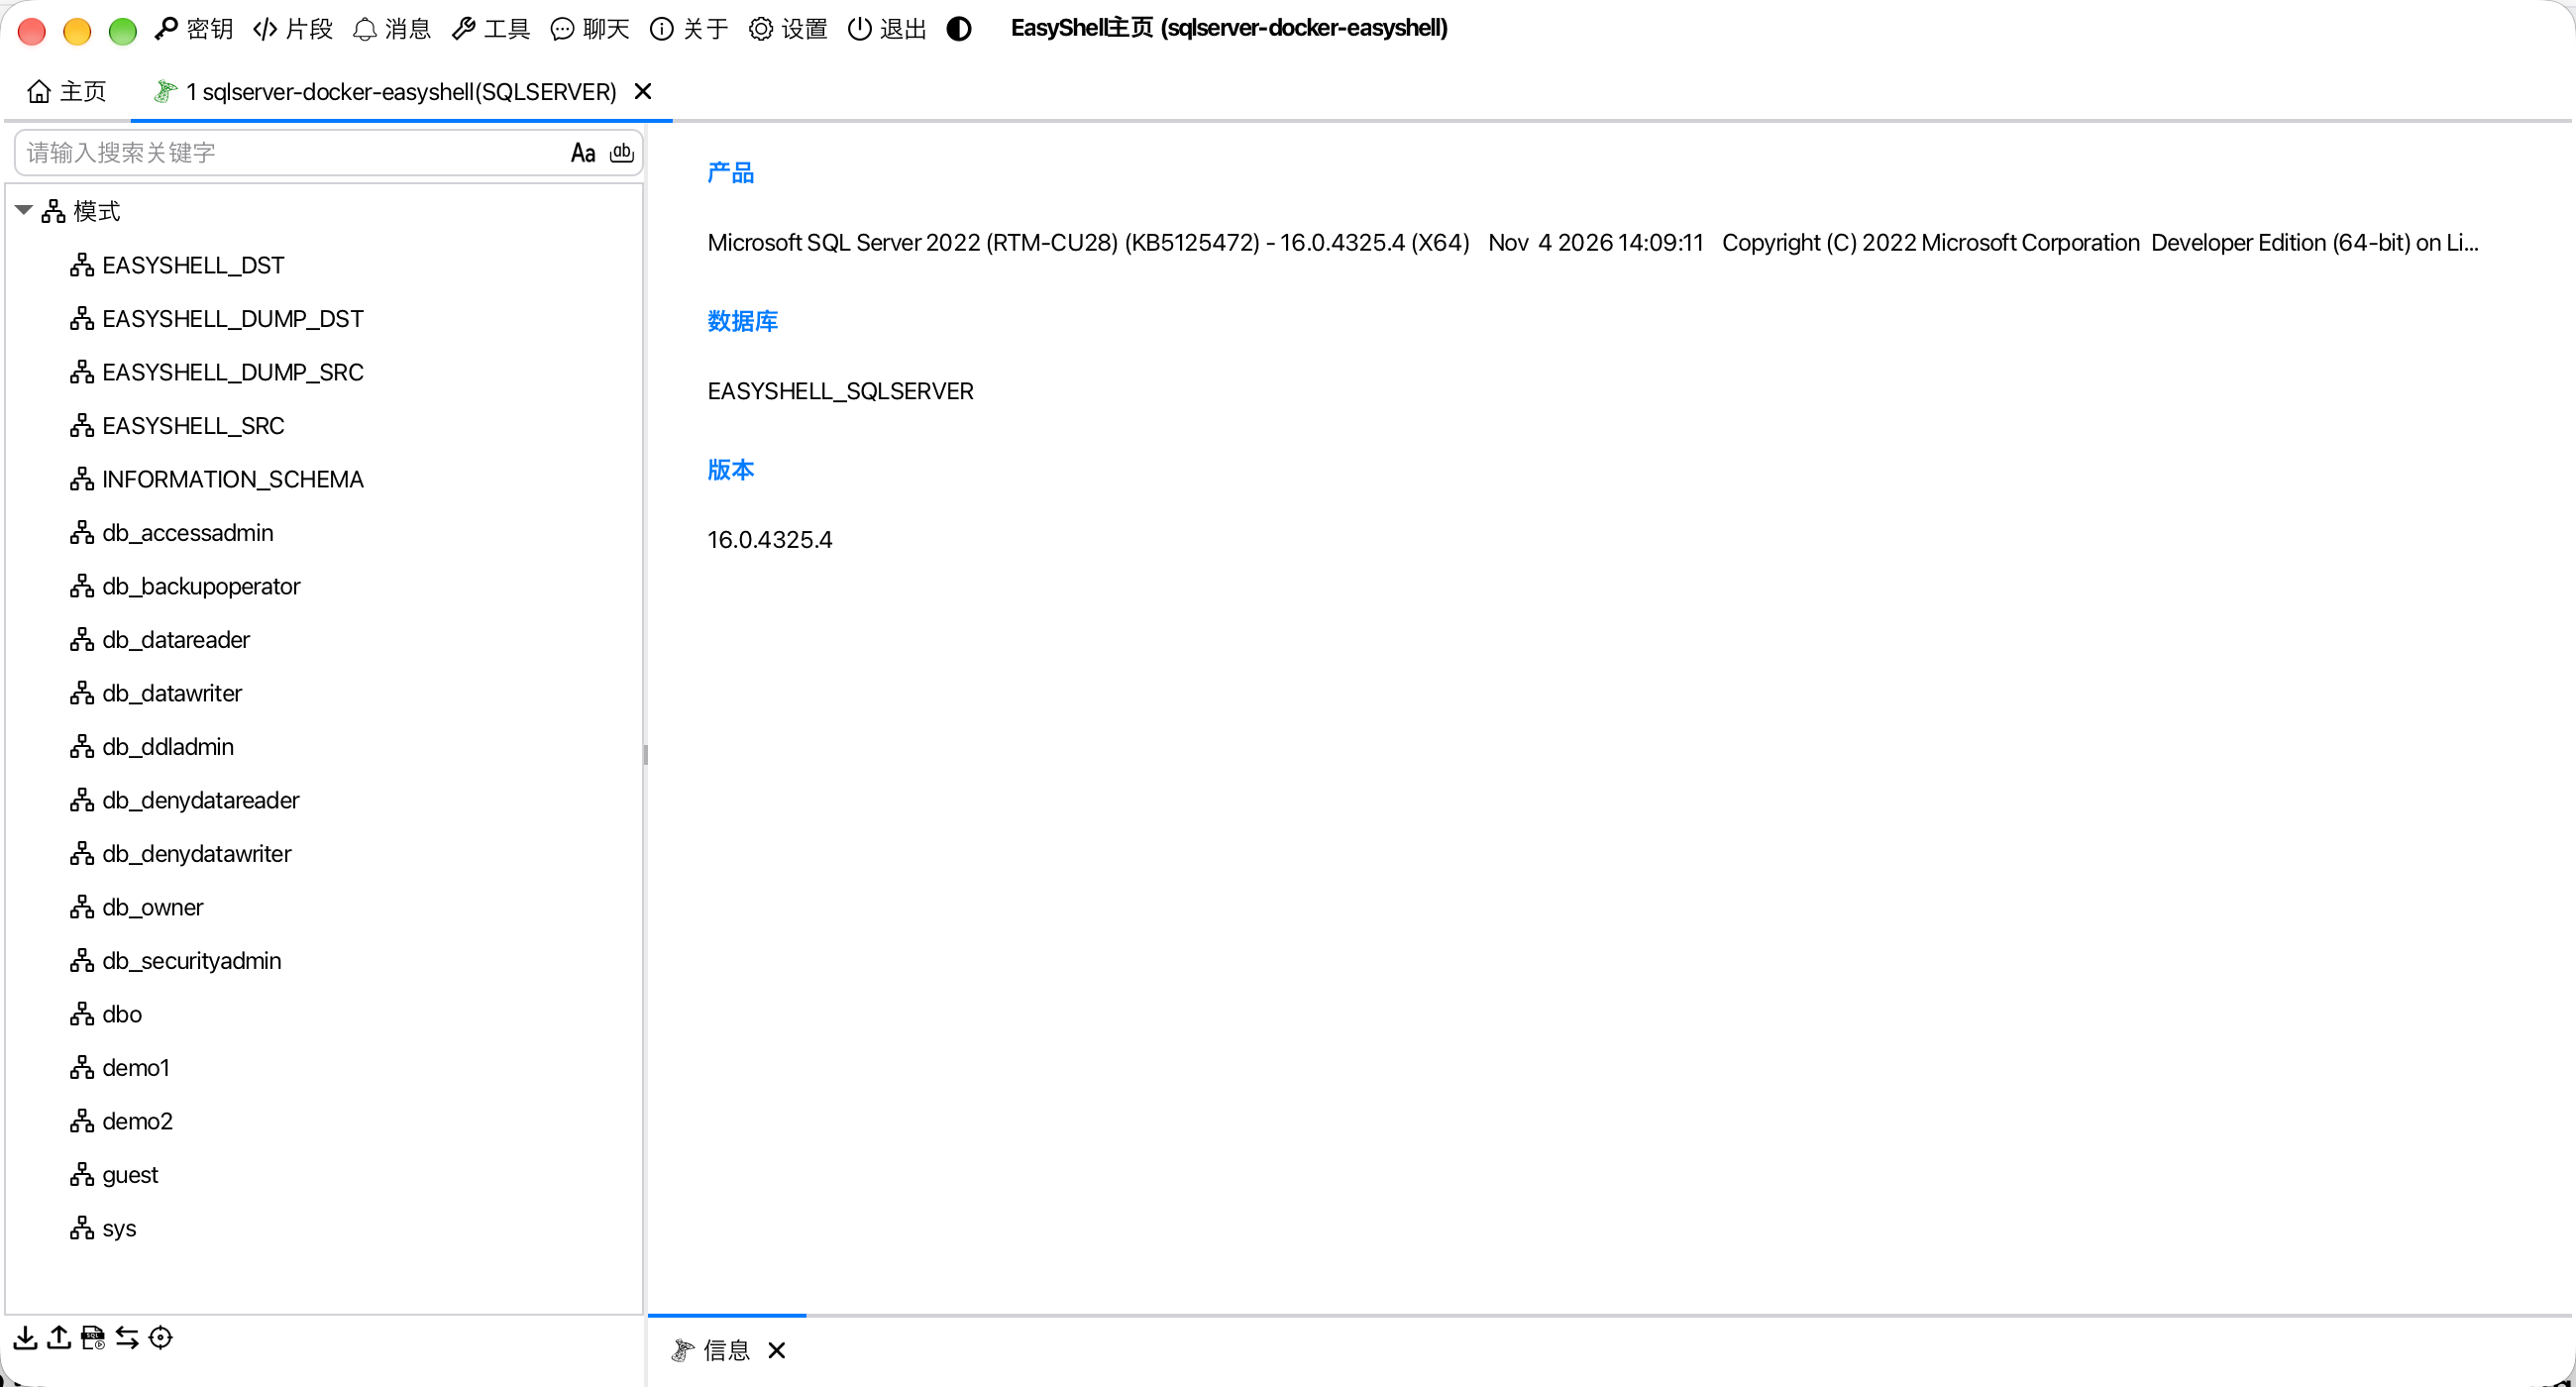 密钥 片段 消息 工具 聊天 关于 设置 退出 EasyShell主页 (sqlserver-docker-easyshell)
主页 1 sqlserver-docker-easyshell(SQLSERVER)
请输入搜索关键字 Aa ab
模式
EASYSHELL_DST
EASYSHELL_DUMP_DST
EASYSHELL_DUMP_SRC
EASYSHELL_SRC
INFORMATION_SCHEMA
db_accessadmin
db_backupoperator
db_datareader
db_datawriter
db_ddladmin
db_denydatareader
db_denydatawriter
db_owner
db_securityadmin
dbo
demo1
demo2
guest
sys
产品
Microsoft SQL Server 2022 (RTM-CU28) (KB5125472) - 16.0.4325.4 (X64) Nov 4 2026 14:09:11 Copyright (C) 2022 Microsoft Corporation Developer Edition (64-bit) on Li...
数据库
EASYSHELL_SQLSERVER
版本
16.0.4325.4
SQL
信息